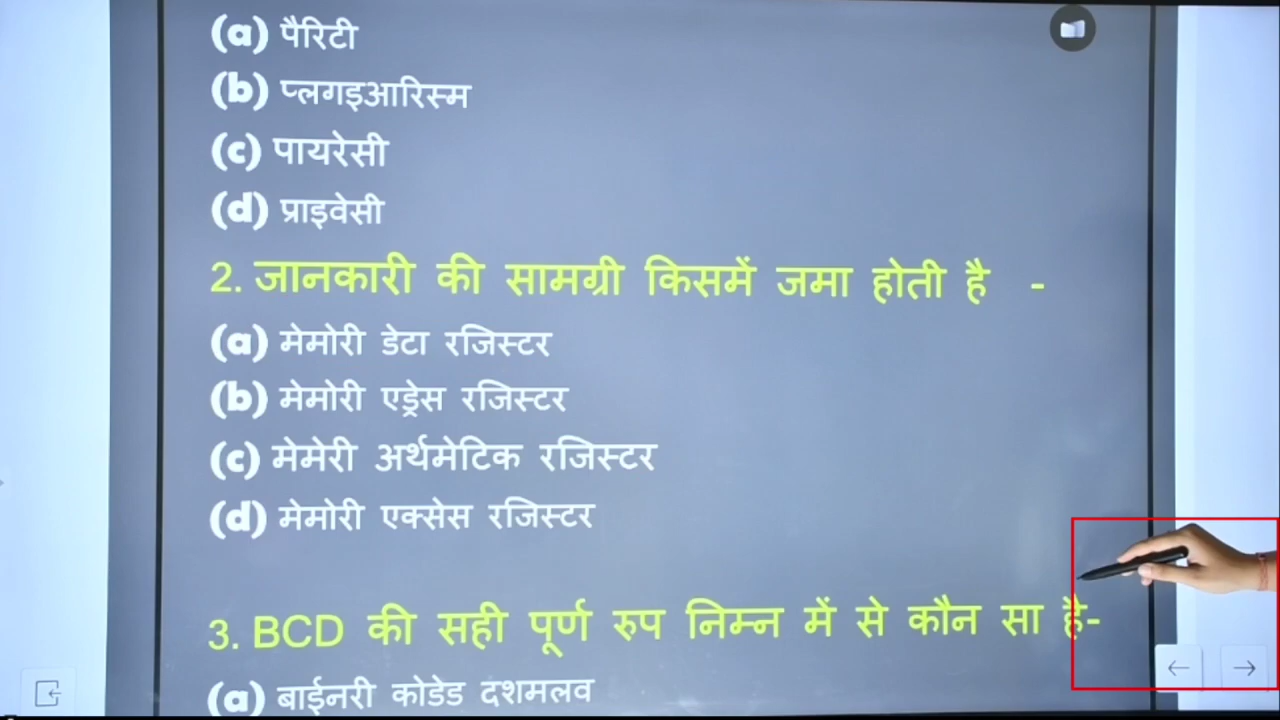 (a) पैरिटी
(b) प्लगइआरिस्म
(c) पायरेसी
(d) प्राइवेसी
2. जानकारी की सामग्री किसमें जमा होती है -
(a) मेमोरी डेटा रजिस्टर
(b) मेमोरी एड्रेस रजिस्टर
(c) मेमेरी अर्थमेटिक रजिस्टर
(d) मेमोरी एक्सेस रजिस्टर
3. BCD की सही पूर्ण रुप निम्न में से कौन सा है-
(a) बाईनरी कोडेड दशमलव